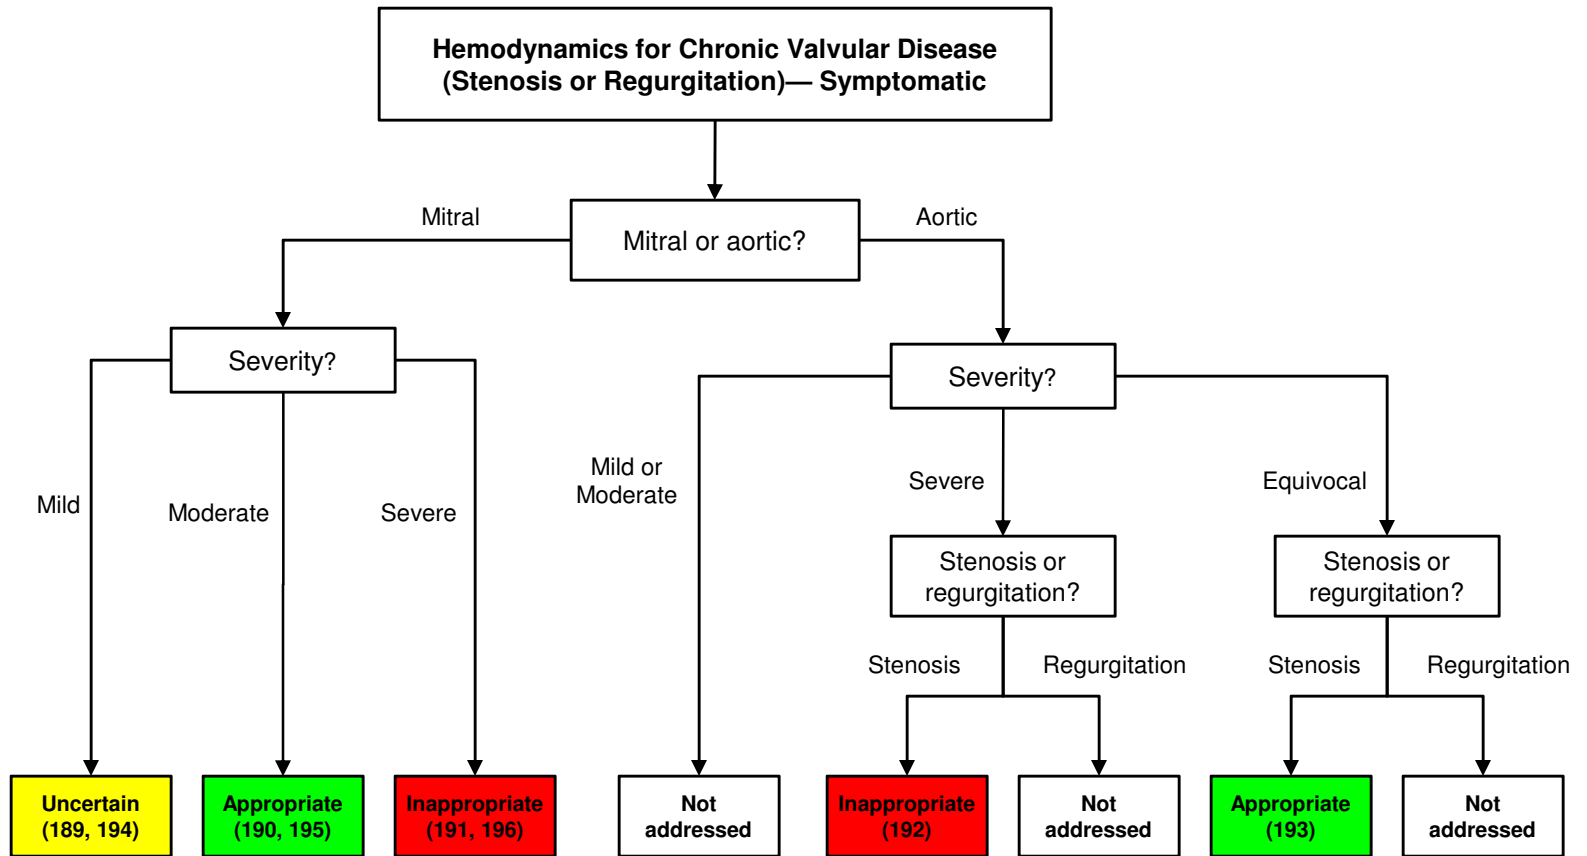 Hemodynamics for Chronic Valvular Disease
(Stenosis or Regurgitation)— Symptomatic
Mitral
Mitral or aortic?
Aortic
Severity?
Severity?
Mild
Moderate
Severe
Mild or
Moderate
Severe
Equivocal
Stenosis or
regurgitation?
Stenosis or
regurgitation?
Stenosis
Regurgitation
Stenosis
Regurgitation
Uncertain
(189, 194)
Appropriate
(190, 195)
Inappropriate
(191, 196)
Not
addressed
Inappropriate
(192)
Not
addressed
Appropriate
(193)
Not
addressed